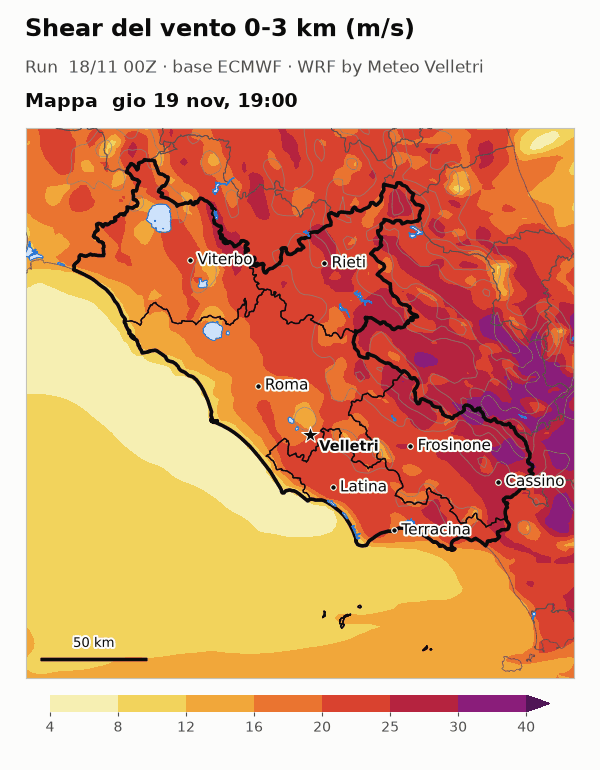 Shear del vento 0-3 km (m/s)
Run 18/11 00Z · base ECMWF · WRF by Meteo Velletri
Mappa gio 19 nov, 19:00
Viterbo
Rieti
Roma
Velletri
Frosinone
Cassino
Latina
Terracina
50 km
4 8 12 16 20 25 30 40